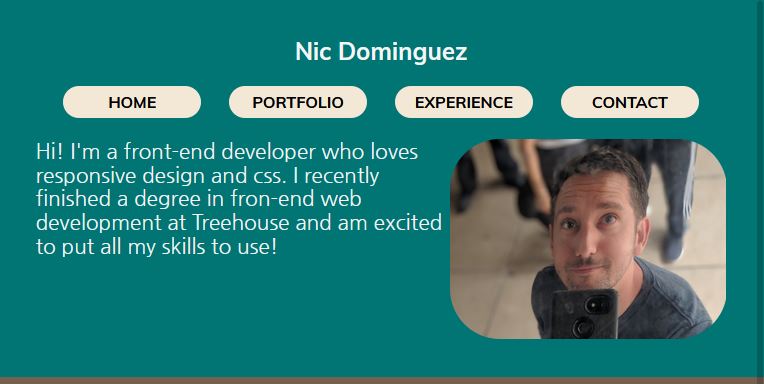 Nic Dominguez
HOME PORTFOLIO EXPERIENCE CONTACT
Hi! I'm a front-end developer who loves
responsive design and css. I recently
finished a degree in fron-end web
development at Treehouse and am excited
to put all my skills to use!